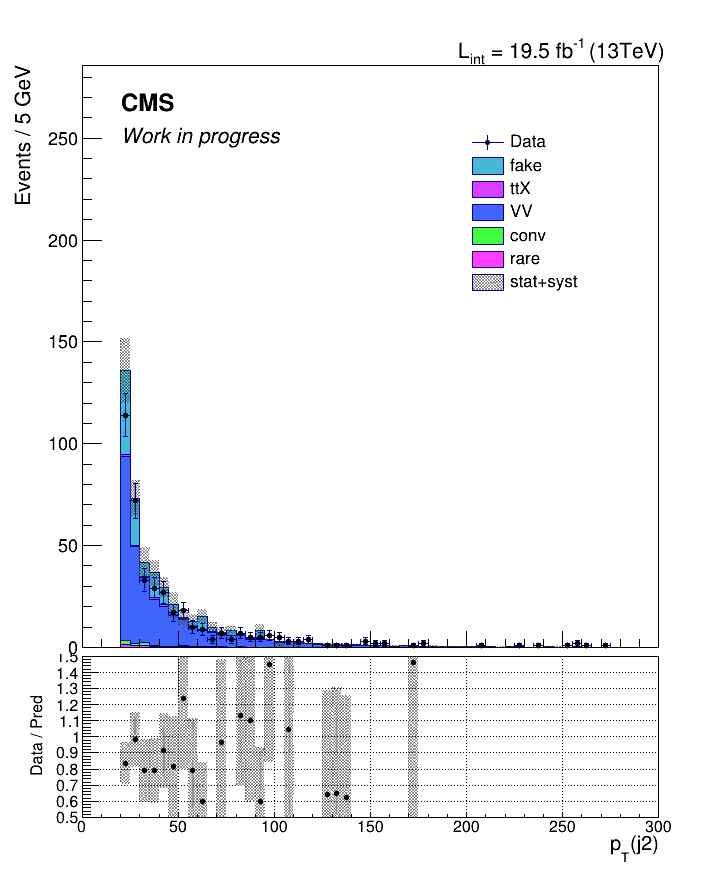 L_int = 19.5 fb^-1 (13TeV)
Events / 5 GeV
CMS
Work in progress
Data
fake
ttX
VV
conv
rare
stat+syst
250
200
150
100
50
0
Data / Pred
1.5
1.4
1.3
1.2
1.1
1
0.9
0.8
0.7
0.6
0.5
0 50 100 150 200 250 300
p_T(j2)